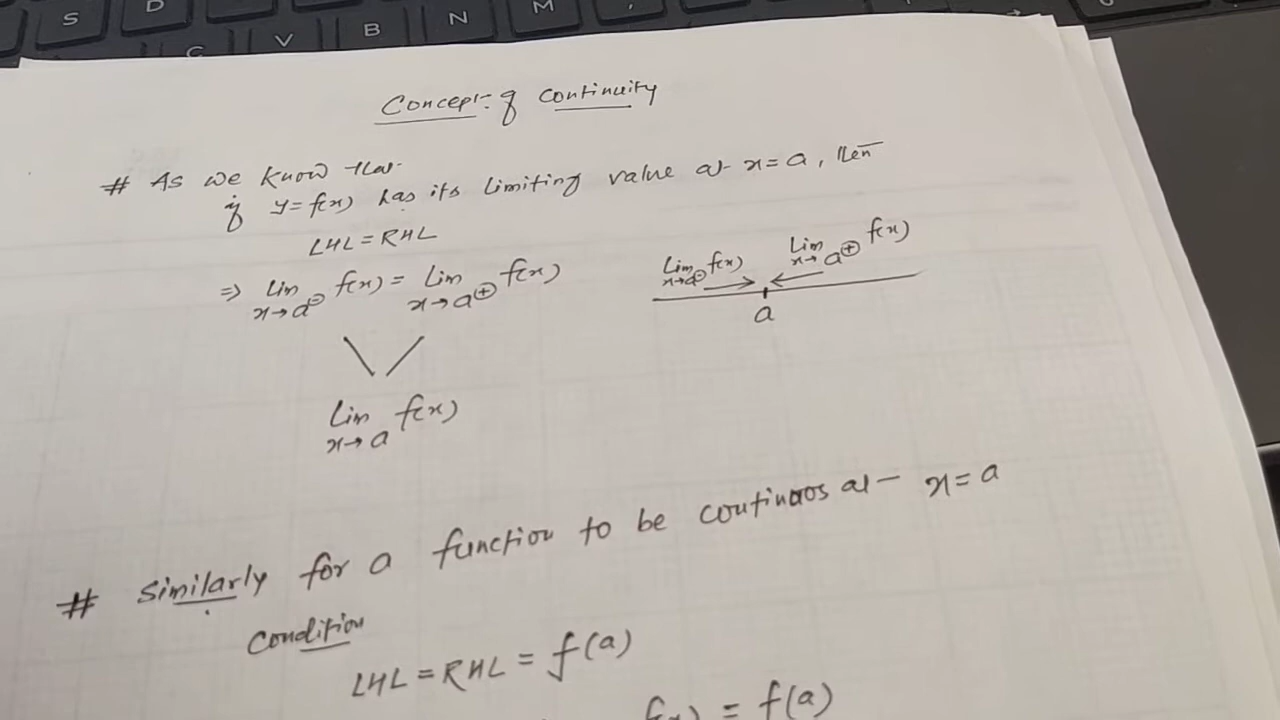 S D
C V B N M ,
Concept of continuity
# As we know that
if y=f(x) has its limiting value at x=a, then
LHL=RHL
⇒ Lim x→a⊖ f(x) = Lim x→a⊕ f(x)
Lim x→a⊖ f(x) Lim x→a⊕ f(x)
a
Lim x→a f(x)
# Similarly for a function to be continuos at x=a
Condition
LHL = RHL = f(a)
f(x) = f(a)